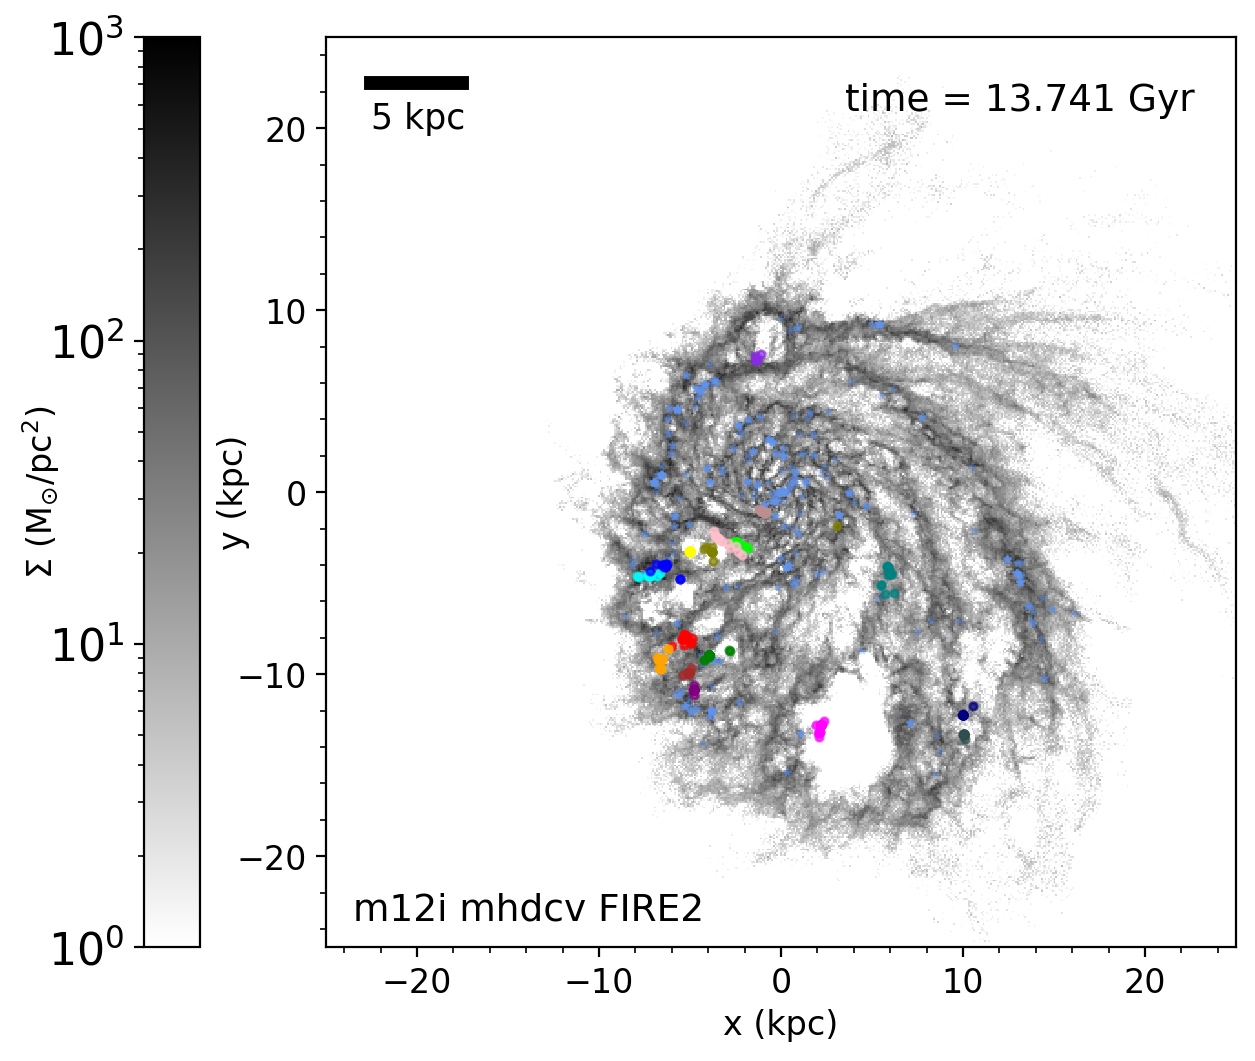 10³
10²
10¹
10⁰
Σ (M⊙/pc²)
y (kpc)
20
10
0
−10
−20
5 kpc
time = 13.741 Gyr
m12i mhdcv FIRE2
−20 −10 0 10 20
x (kpc)